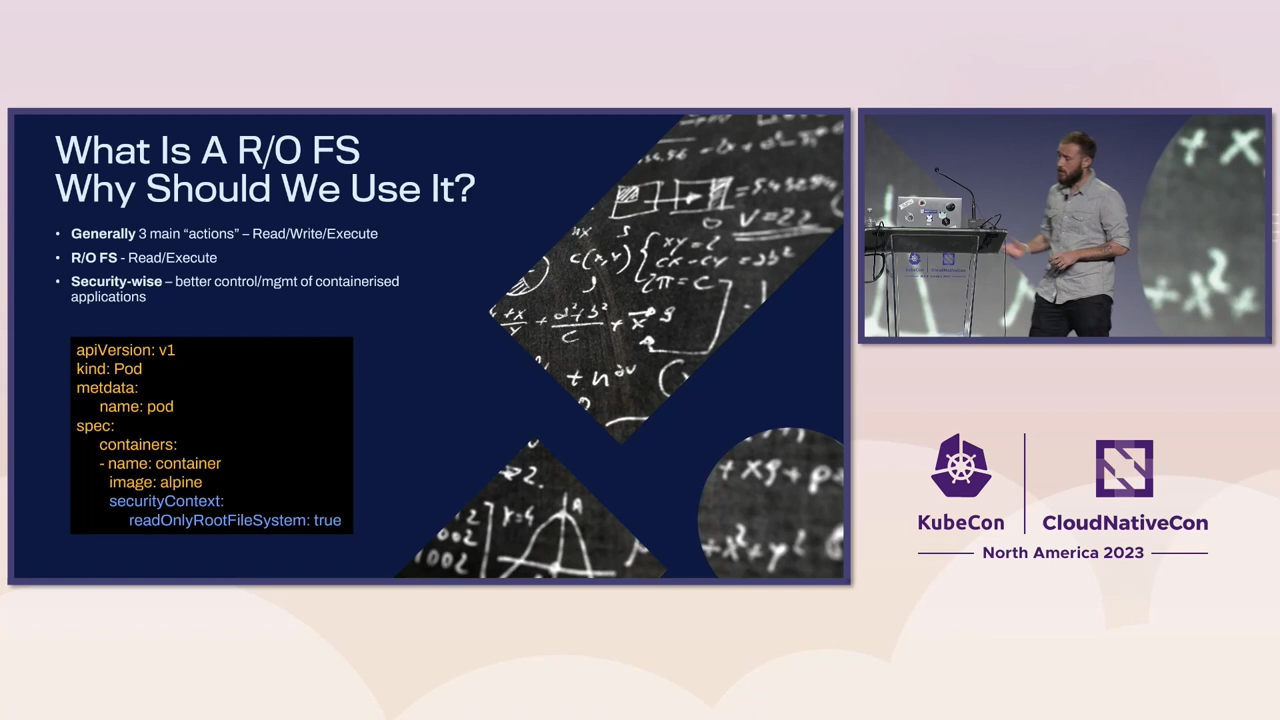 What Is A R/O FS
Why Should We Use It?
• Generally 3 main “actions” – Read/Write/Execute
• R/O FS - Read/Execute
• Security-wise – better control/mgmt of containerised
applications
apiVersion: v1
kind: Pod
metdata:
name: pod
spec:
containers:
- name: container
image: alpine
securityContext:
readOnlyRootFileSystem: true
KubeCon
CloudNativeCon
North America 2023